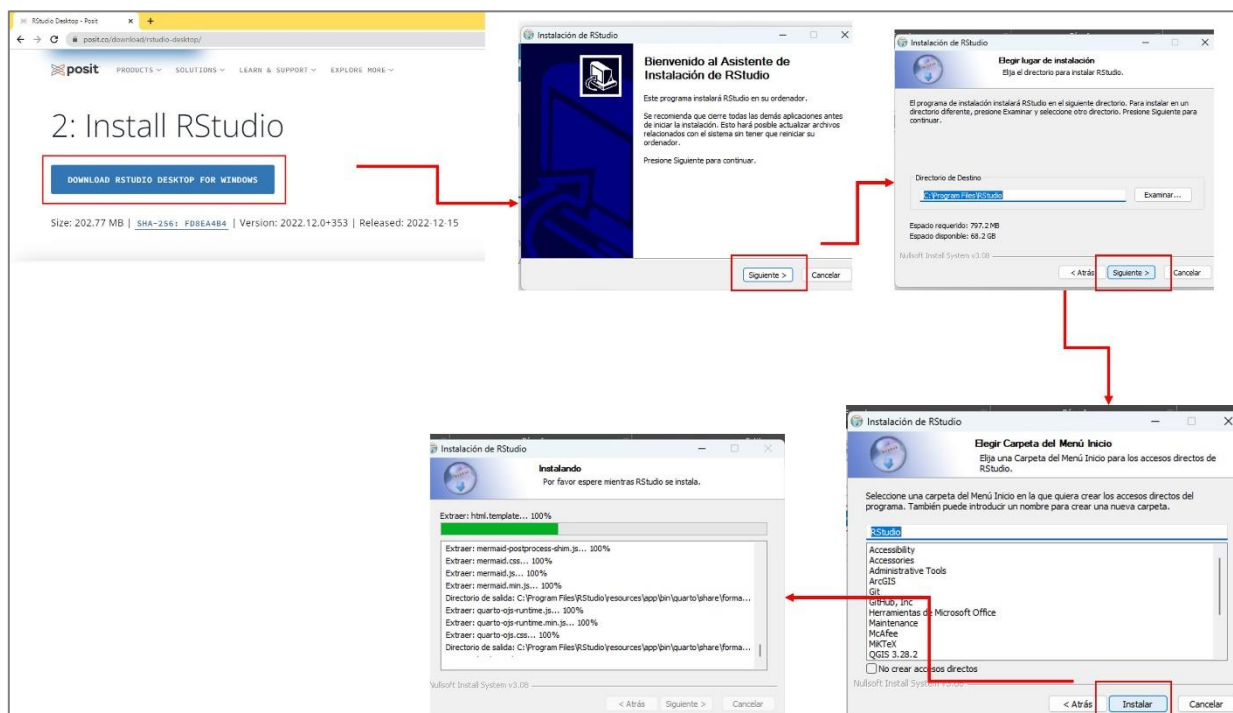 RStudio Desktop - Posit
posit.co/download/rstudio-desktop/
posit PRODUCTS SOLUTIONS LEARN & SUPPORT EXPLORE MORE
2: Install RStudio
DOWNLOAD RSTUDIO DESKTOP FOR WINDOWS
Size: 202.77 MB | SHA-256: FD8EA4B4 | Version: 2022.12.0+353 | Released: 2022-12-15
Instalación de RStudio
Bienvenido al Asistente de
Instalación de RStudio
Este programa instalará RStudio en su ordenador.
Se recomienda que cierre todas las demás aplicaciones antes
de iniciar la instalación. Esto hará posible actualizar archivos
relacionados con el sistema sin tener que reiniciar su
ordenador.
Presione Siguiente para continuar.
Siguiente > Cancelar
Instalación de RStudio
Elegir lugar de instalación
Elija el directorio para instalar RStudio.
El programa de instalación instalará RStudio en el siguiente directorio. Para instalar en un
directorio diferente, presione Examinar y seleccione otro directorio. Presione Siguiente para
continuar.
Directorio de Destino
C:\Program Files\RStudio Examinar...
Espacio requerido: 797.2 MB
Espacio disponible: 68.2 GB
Nullsoft Install System v3.08
< Atrás Siguiente > Cancelar
Instalación de RStudio
Elegir Carpeta del Menú Inicio
Elija una Carpeta del Menú Inicio para los accesos directos de
RStudio.
Seleccione una carpeta del Menú Inicio en la que quiera crear los accesos directos del
programa. También puede introducir un nombre para crear una nueva carpeta.
RStudio
Accessibility
Accessories
Administrative Tools
ArcGIS
Git
GitHub, Inc
Herramientas de Microsoft Office
Maintenance
McAfee
MiKTeX
QGIS 3.28.2
No crear accesos directos
Nullsoft Install System v3.08
< Atrás Instalar Cancelar
Instalación de RStudio
Instalando
Por favor espere mientras RStudio se instala.
Extraer: html.template... 100%
Extraer: mermaid-postprocess-shim.js... 100%
Extraer: mermaid.css... 100%
Extraer: mermaid.js... 100%
Extraer: mermaid.min.js... 100%
Directorio de salida: C:\Program Files\RStudio\resources\app\bin\quarto\share\forma...
Extraer: quarto-ojs-runtime.js... 100%
Extraer: quarto-ojs-runtime.min.js... 100%
Extraer: quarto-ojs.css... 100%
Directorio de salida: C:\Program Files\RStudio\resources\app\bin\quarto\share\forma...
Nullsoft Install System v3.08
< Atrás Siguiente > Cancelar